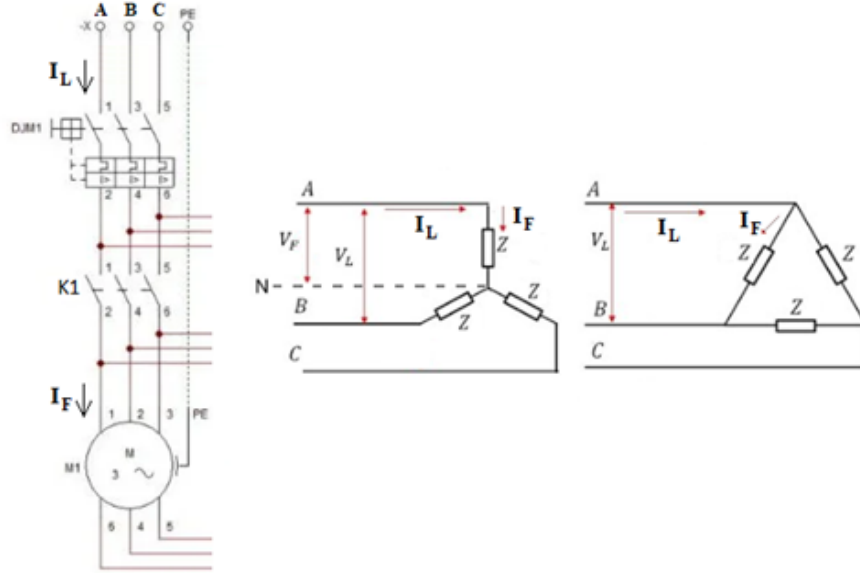 A B C PE
-X
I_L
1 3 5
DJM1
I> I> I>
2 4 6
1 3 5
K1
2 4 6
I_F
1 2 3 PE
M
M1
3 ~
6 4 5
A
I_L I_F
V_F V_L Z
N
B Z Z
C
A
I_L I_F
V_L Z Z
B Z
C